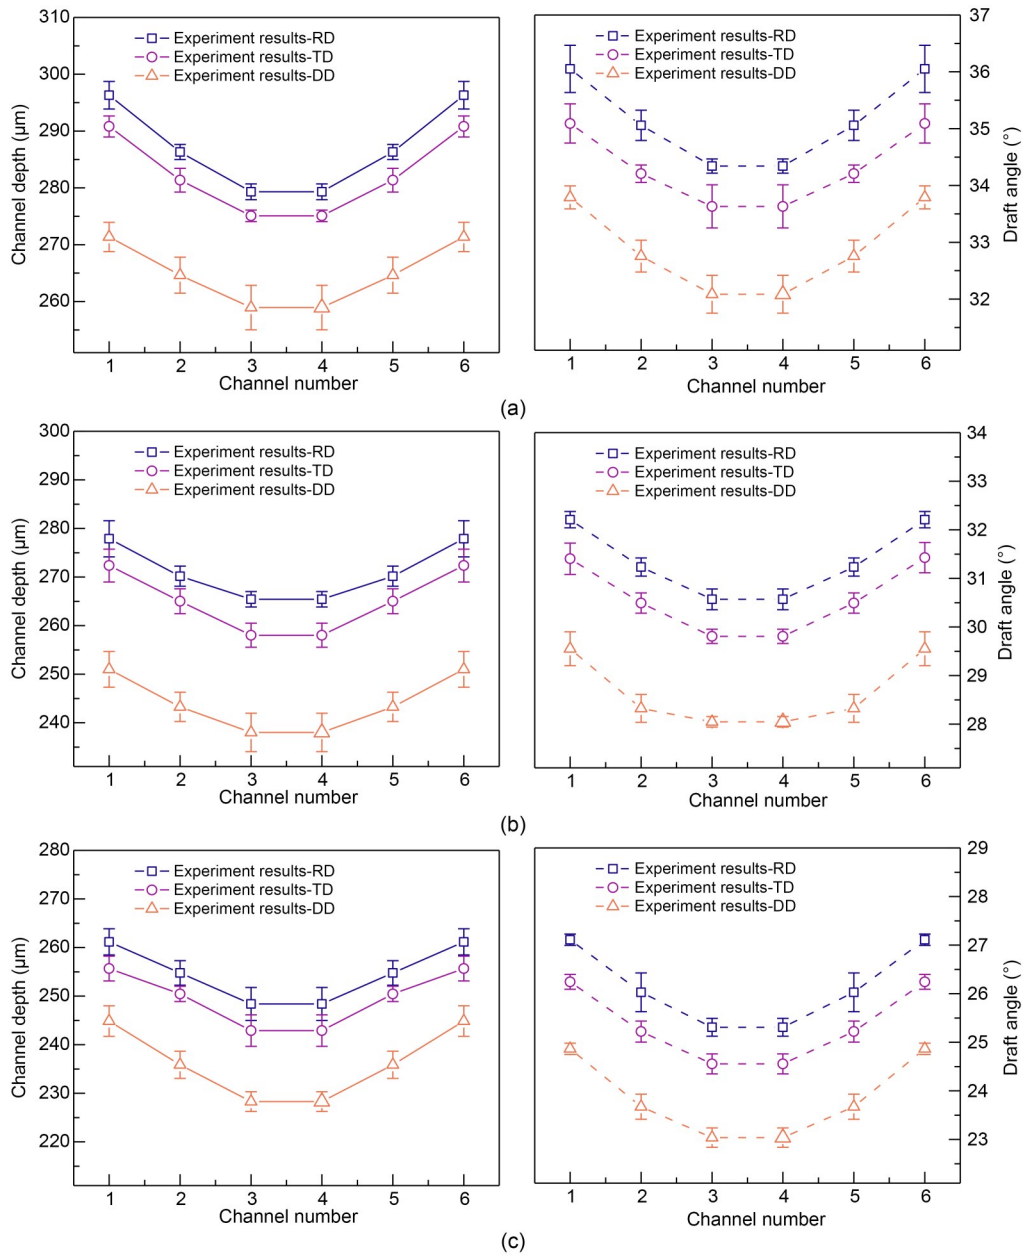 310
300
290
280
270
260
Channel depth (μm)
Experiment results-RD
Experiment results-TD
Experiment results-DD
1 2 3 4 5 6
Channel number
Experiment results-RD
Experiment results-TD
Experiment results-DD
37
36
35
34
33
32
Draft angle (°)
1 2 3 4 5 6
Channel number
(a)
300
290
280
270
260
250
240
Channel depth (μm)
Experiment results-RD
Experiment results-TD
Experiment results-DD
1 2 3 4 5 6
Channel number
Experiment results-RD
Experiment results-TD
Experiment results-DD
34
33
32
31
30
29
28
Draft angle (°)
1 2 3 4 5 6
Channel number
(b)
280
270
260
250
240
230
220
Channel depth (μm)
Experiment results-RD
Experiment results-TD
Experiment results-DD
1 2 3 4 5 6
Channel number
Experiment results-RD
Experiment results-TD
Experiment results-DD
29
28
27
26
25
24
23
Draft angle (°)
1 2 3 4 5 6
Channel number
(c)